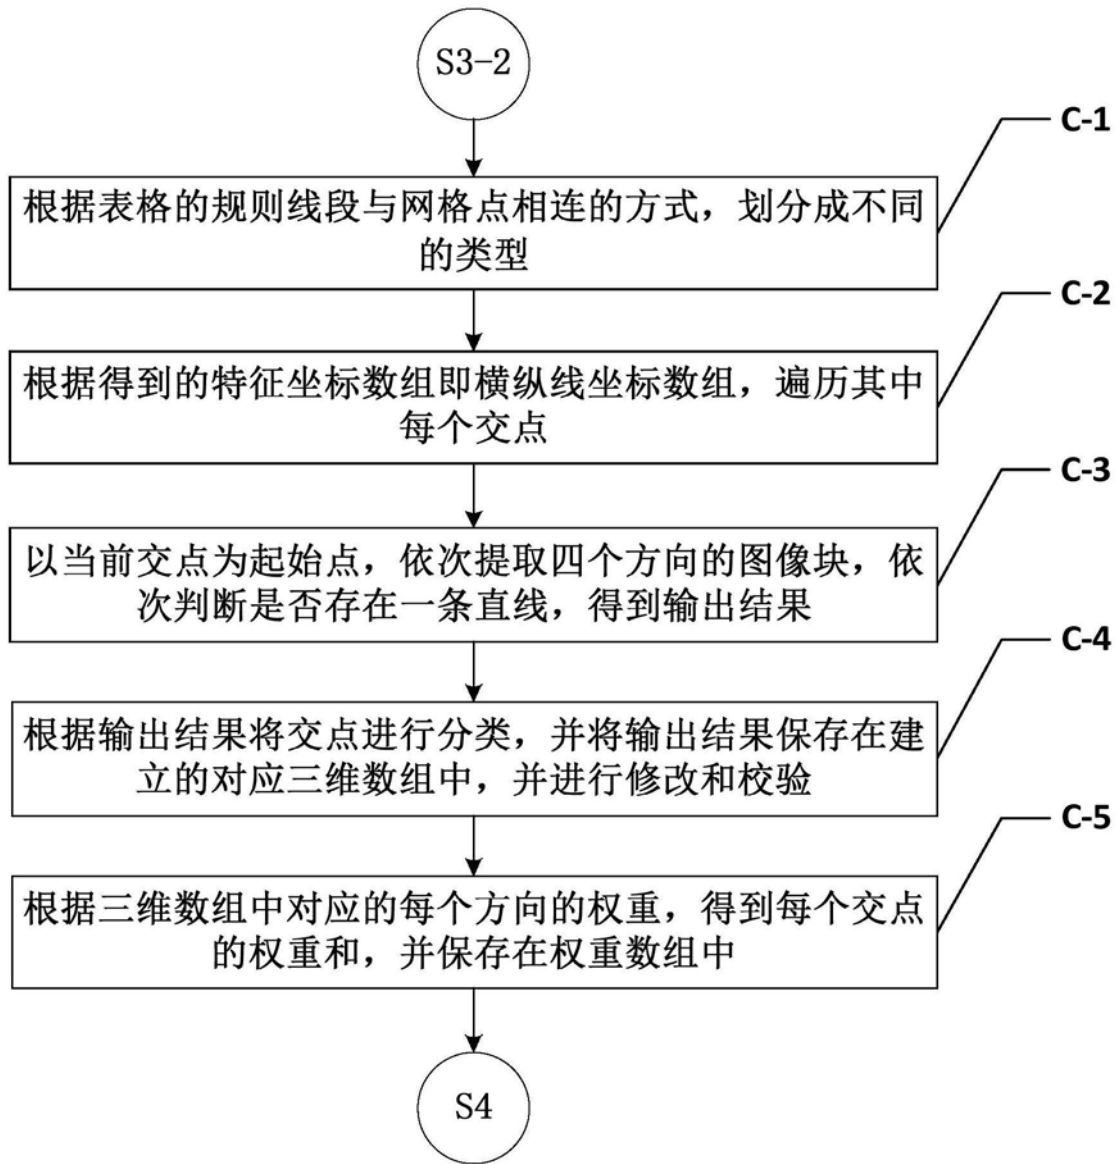 S3-2
C-1
根据表格的规则线段与网格点相连的方式，划分成不同
的类型
C-2
根据得到的特征坐标数组即横纵线坐标数组，遍历其中
每个交点
C-3
以当前交点为起始点，依次提取四个方向的图像块，依
次判断是否存在一条直线，得到输出结果
C-4
根据输出结果将交点进行分类，并将输出结果保存在建
立的对应三维数组中，并进行修改和校验
C-5
根据三维数组中对应的每个方向的权重，得到每个交点
的权重和，并保存在权重数组中
S4